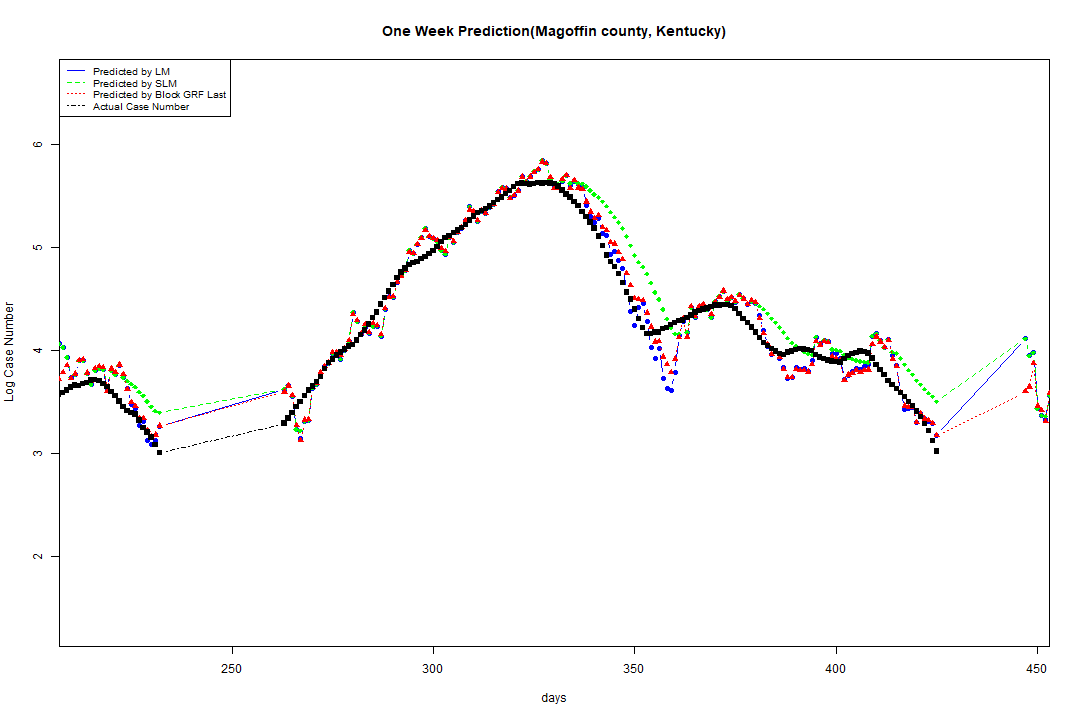 One Week Prediction(Magoffin county, Kentucky)
Predicted by LM
Predicted by SLM
Predicted by Block GRF Last
Actual Case Number
6
5
4
3
2
Log Case Number
250 300 350 400 450
days